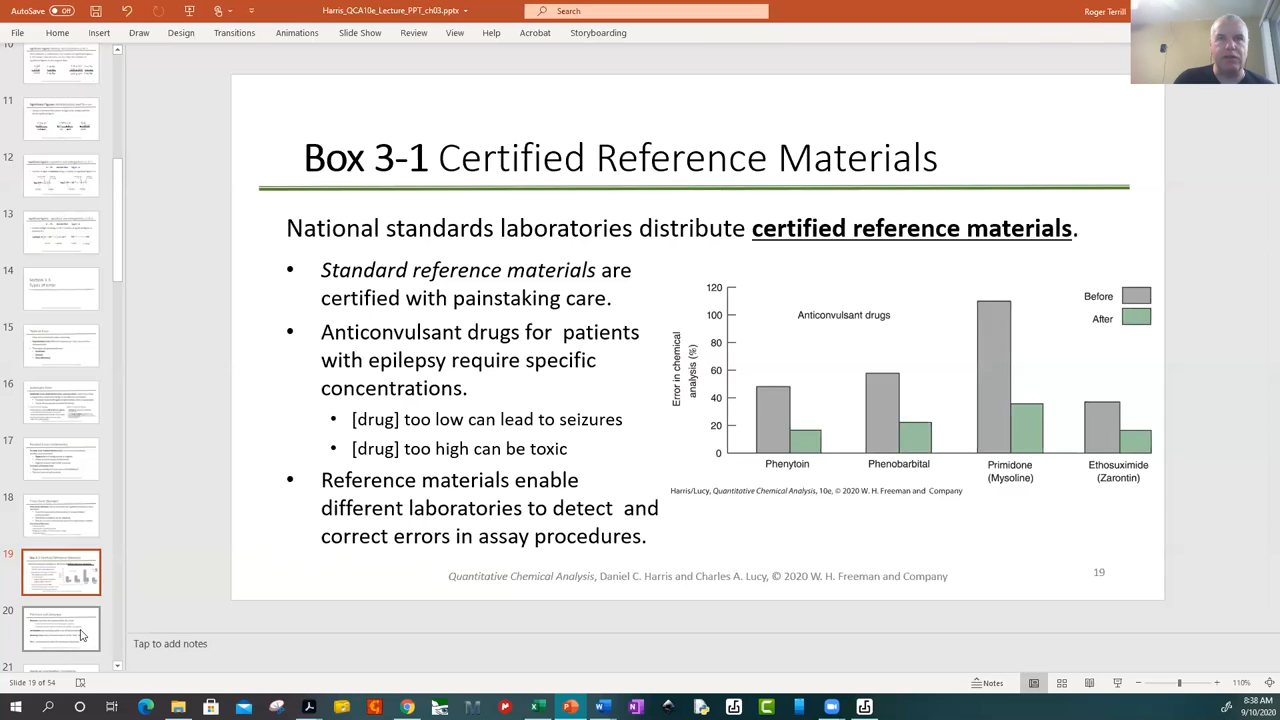 AutoSave Off
Harris_QCA10e_Lecture_PPT_ch03.pptx
Search
Roger Terrill
File Home Insert Draw Design Transitions Animations Slide Show Review View Help Acrobat Storyboarding
Box 3-1 Certified Reference Materials
National standards laboratories distribute certified reference materials.
• Standard reference materials are
certified with painstaking care.
• Anticonvulsant drugs for patients
with epilepsy require specific
concentrations.
• [drug] too low can lead to seizures
[drug] too high can be toxic
• Reference materials enable
different laboratories to detect and
correct errors in assay procedures.
120
100
80
60
40
20
0
Error in chemical
analysis (%)
Anticonvulsant drugs
Before
After
Phenytoin
Phenobarbital
Primidone
(Mysoline)
Ethosuximide
(Zarontin)
Harris/Lucy, Quantitative Chemical Analysis, 10e, © 2020 W. H. Freeman and Company
Quantitative Chemical Analysis, Daniel C. Harris and Charles Lucy, © 2020 W. H. Freeman and Company
19
12
13
14
15
16
17
18
19
20
21
Tap to add notes
Slide 19 of 54
Notes
110%
8:38 AM
9/10/2020